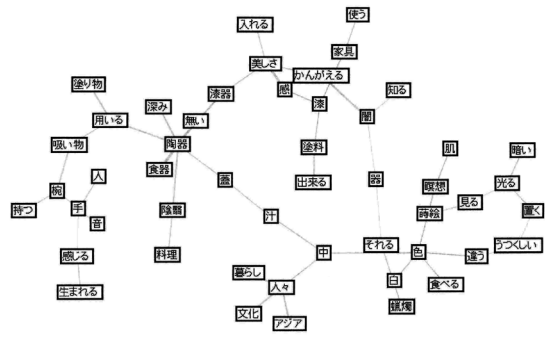 使う
入れる
家具
美しさ
かんがえる
塗り物
漆器
感
漆
知る
深み
無い
闇
用いる
陶器
吸い物
塗料
肌
暗い
食器
人
蓋
器
出来る
瞑想
光る
椀
持つ
手
陰翳
汁
蒔絵
見る
置く
音
感じる
料理
中
それる
色
違う
うつくしい
暮らし
人々
白
食べる
生まれる
文化
アジア
蝋燭